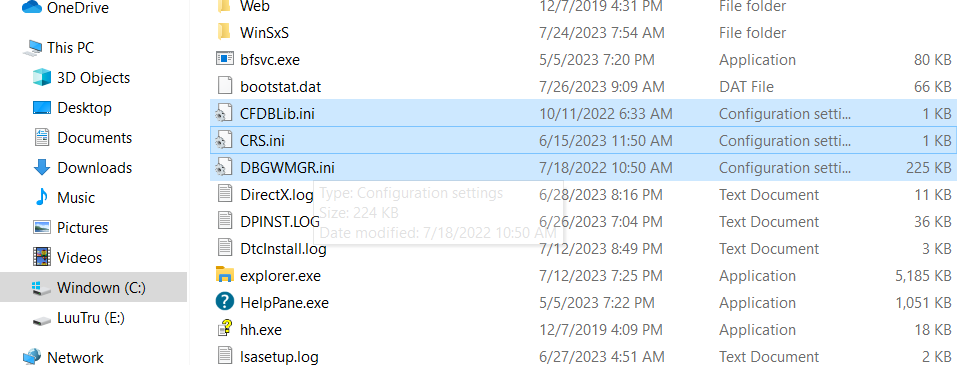 OneDrive
This PC
3D Objects
Desktop
Documents
Downloads
Music
Pictures
Videos
Windown (C:)
LuuTru (E:)
Network
Web 12/7/2019 4:31 PM File folder
WinSxS 7/24/2023 7:54 AM File folder
bfsvc.exe 5/5/2023 7:20 PM Application 80 KB
bootstat.dat 7/26/2023 9:09 AM DAT File 66 KB
CFDBLib.ini 10/11/2022 6:33 AM Configuration setti... 1 KB
CRS.ini 6/15/2023 11:50 AM Configuration setti... 1 KB
DBGWMGR.ini 7/18/2022 10:50 AM Configuration setti... 225 KB
DirectX.log 6/28/2023 8:16 PM Text Document 11 KB
Type: Configuration settings
DPINST.LOG 6/26/2023 7:04 PM Text Document 36 KB
Size: 224 KB
Date modified: 7/18/2022 10:50 AM
DtcInstall.log 7/12/2023 8:49 PM Text Document 3 KB
explorer.exe 7/12/2023 7:25 PM Application 5,185 KB
HelpPane.exe 5/5/2023 7:22 PM Application 1,051 KB
hh.exe 12/7/2019 4:09 PM Application 18 KB
lsasetup.log 6/27/2023 4:51 AM Text Document 2 KB